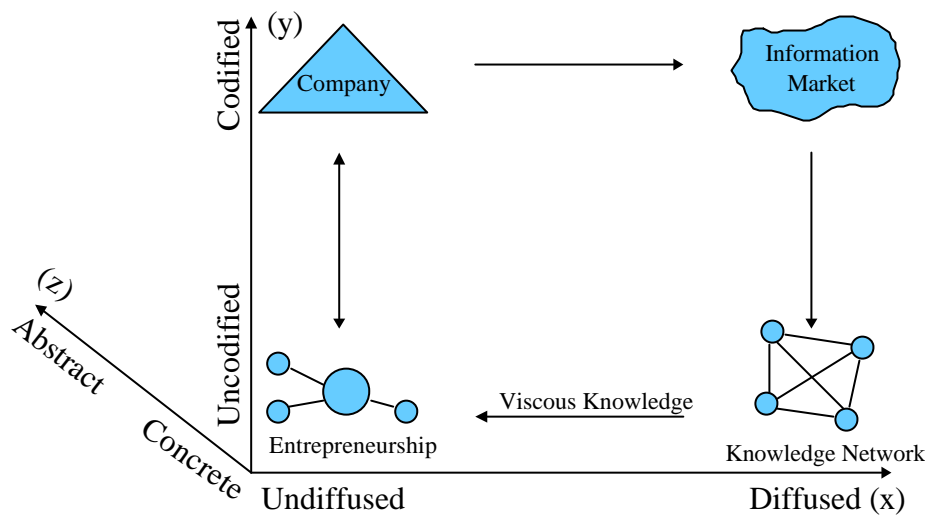 (y)
Codified
Company
Information
Market
(z)
Abstract
Uncodified
Viscous Knowledge
Concrete
Entrepreneurship
Knowledge Network
Undiffused
Diffused (x)